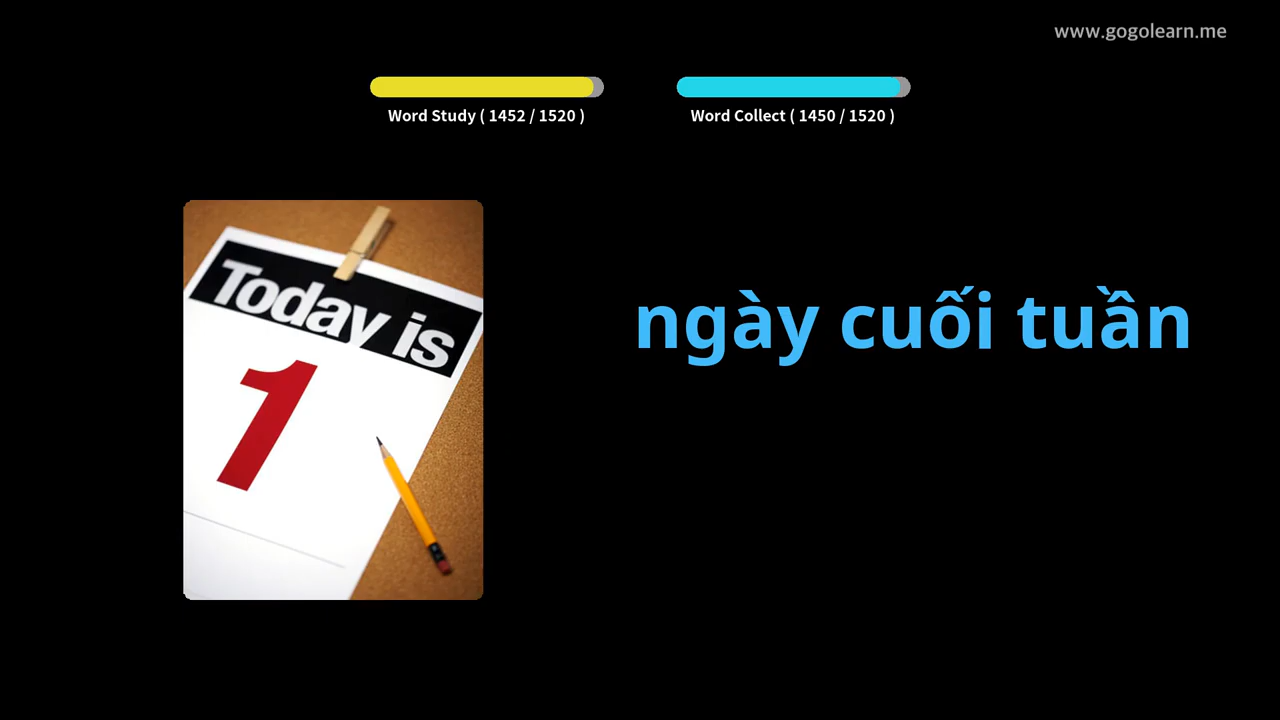 www.gogolearn.me
Word Study ( 1452 / 1520 )
Word Collect ( 1450 / 1520 )
Today is
1
ngày cuối tuần